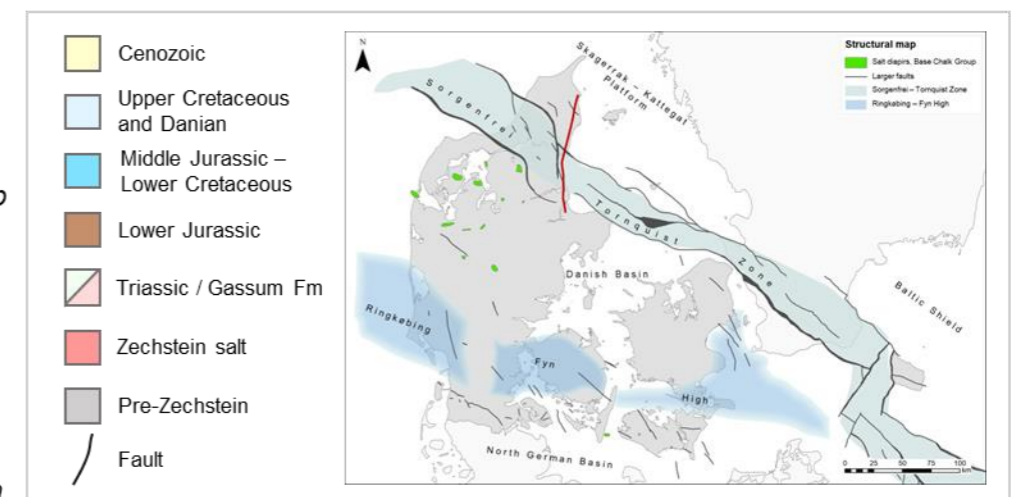 Cenozoic
Upper Cretaceous
and Danian
Middle Jurassic –
Lower Cretaceous
Lower Jurassic
Triassic / Gassum Fm
Zechstein salt
Pre-Zechstein
Fault
N
Skagerrak – Kattegat
Platform
Structural map
Salt diapirs, Base Chalk Group
Larger faults
Sorgenfrei – Tornquist Zone
Ringkøbing – Fyn High
Sorgenfrei
Tornquist
Zone
Danish Basin
Baltic Shield
Ringkøbing
Fyn
High
North German Basin
0 25 50 75 100
km